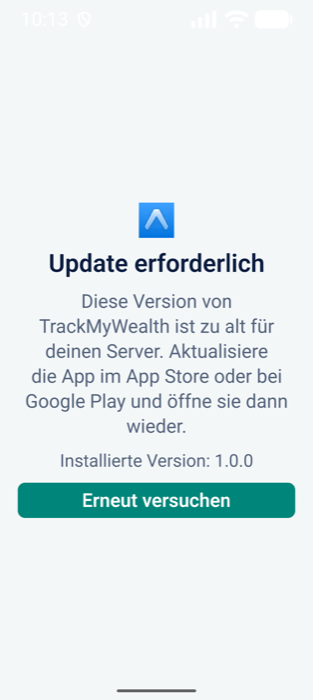 10:13
Update erforderlich
Diese Version von
TrackMyWealth ist zu alt für
deinen Server. Aktualisiere
die App im App Store oder bei
Google Play und öffne sie dann
wieder.
Installierte Version: 1.0.0
Erneut versuchen